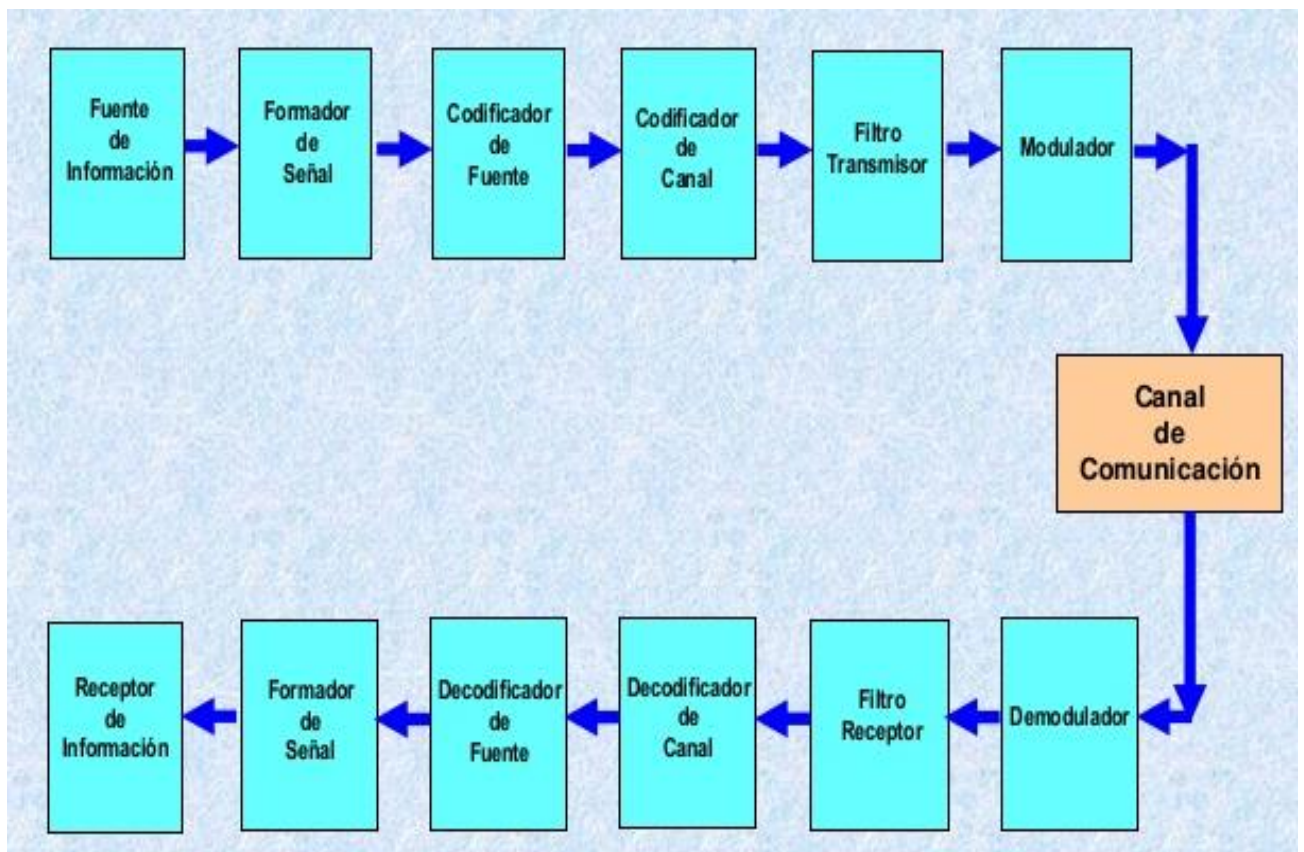 Fuente
de
Información
Formador
de
Señal
Codificador
de
Fuente
Codificador
de
Canal
Filtro
Transmisor
Modulador
Canal
de
Comunicación
Receptor
de
Información
Formador
de
Señal
Decodificador
de
Fuente
Decodificador
de
Canal
Filtro
Receptor
Demodulador